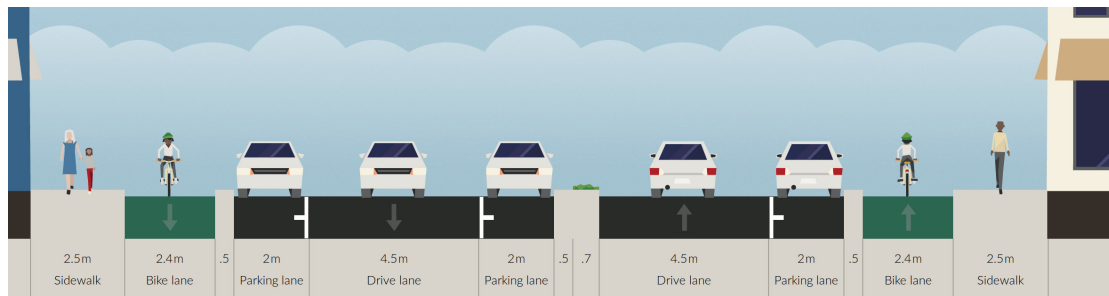 2.5m 2.4m .5 2m 4.5m 2m .5 .7 4.5m 2m .5 2.4m 2.5m
Sidewalk Bike lane Parking lane Drive lane Parking lane Drive lane Parking lane Bike lane Sidewalk